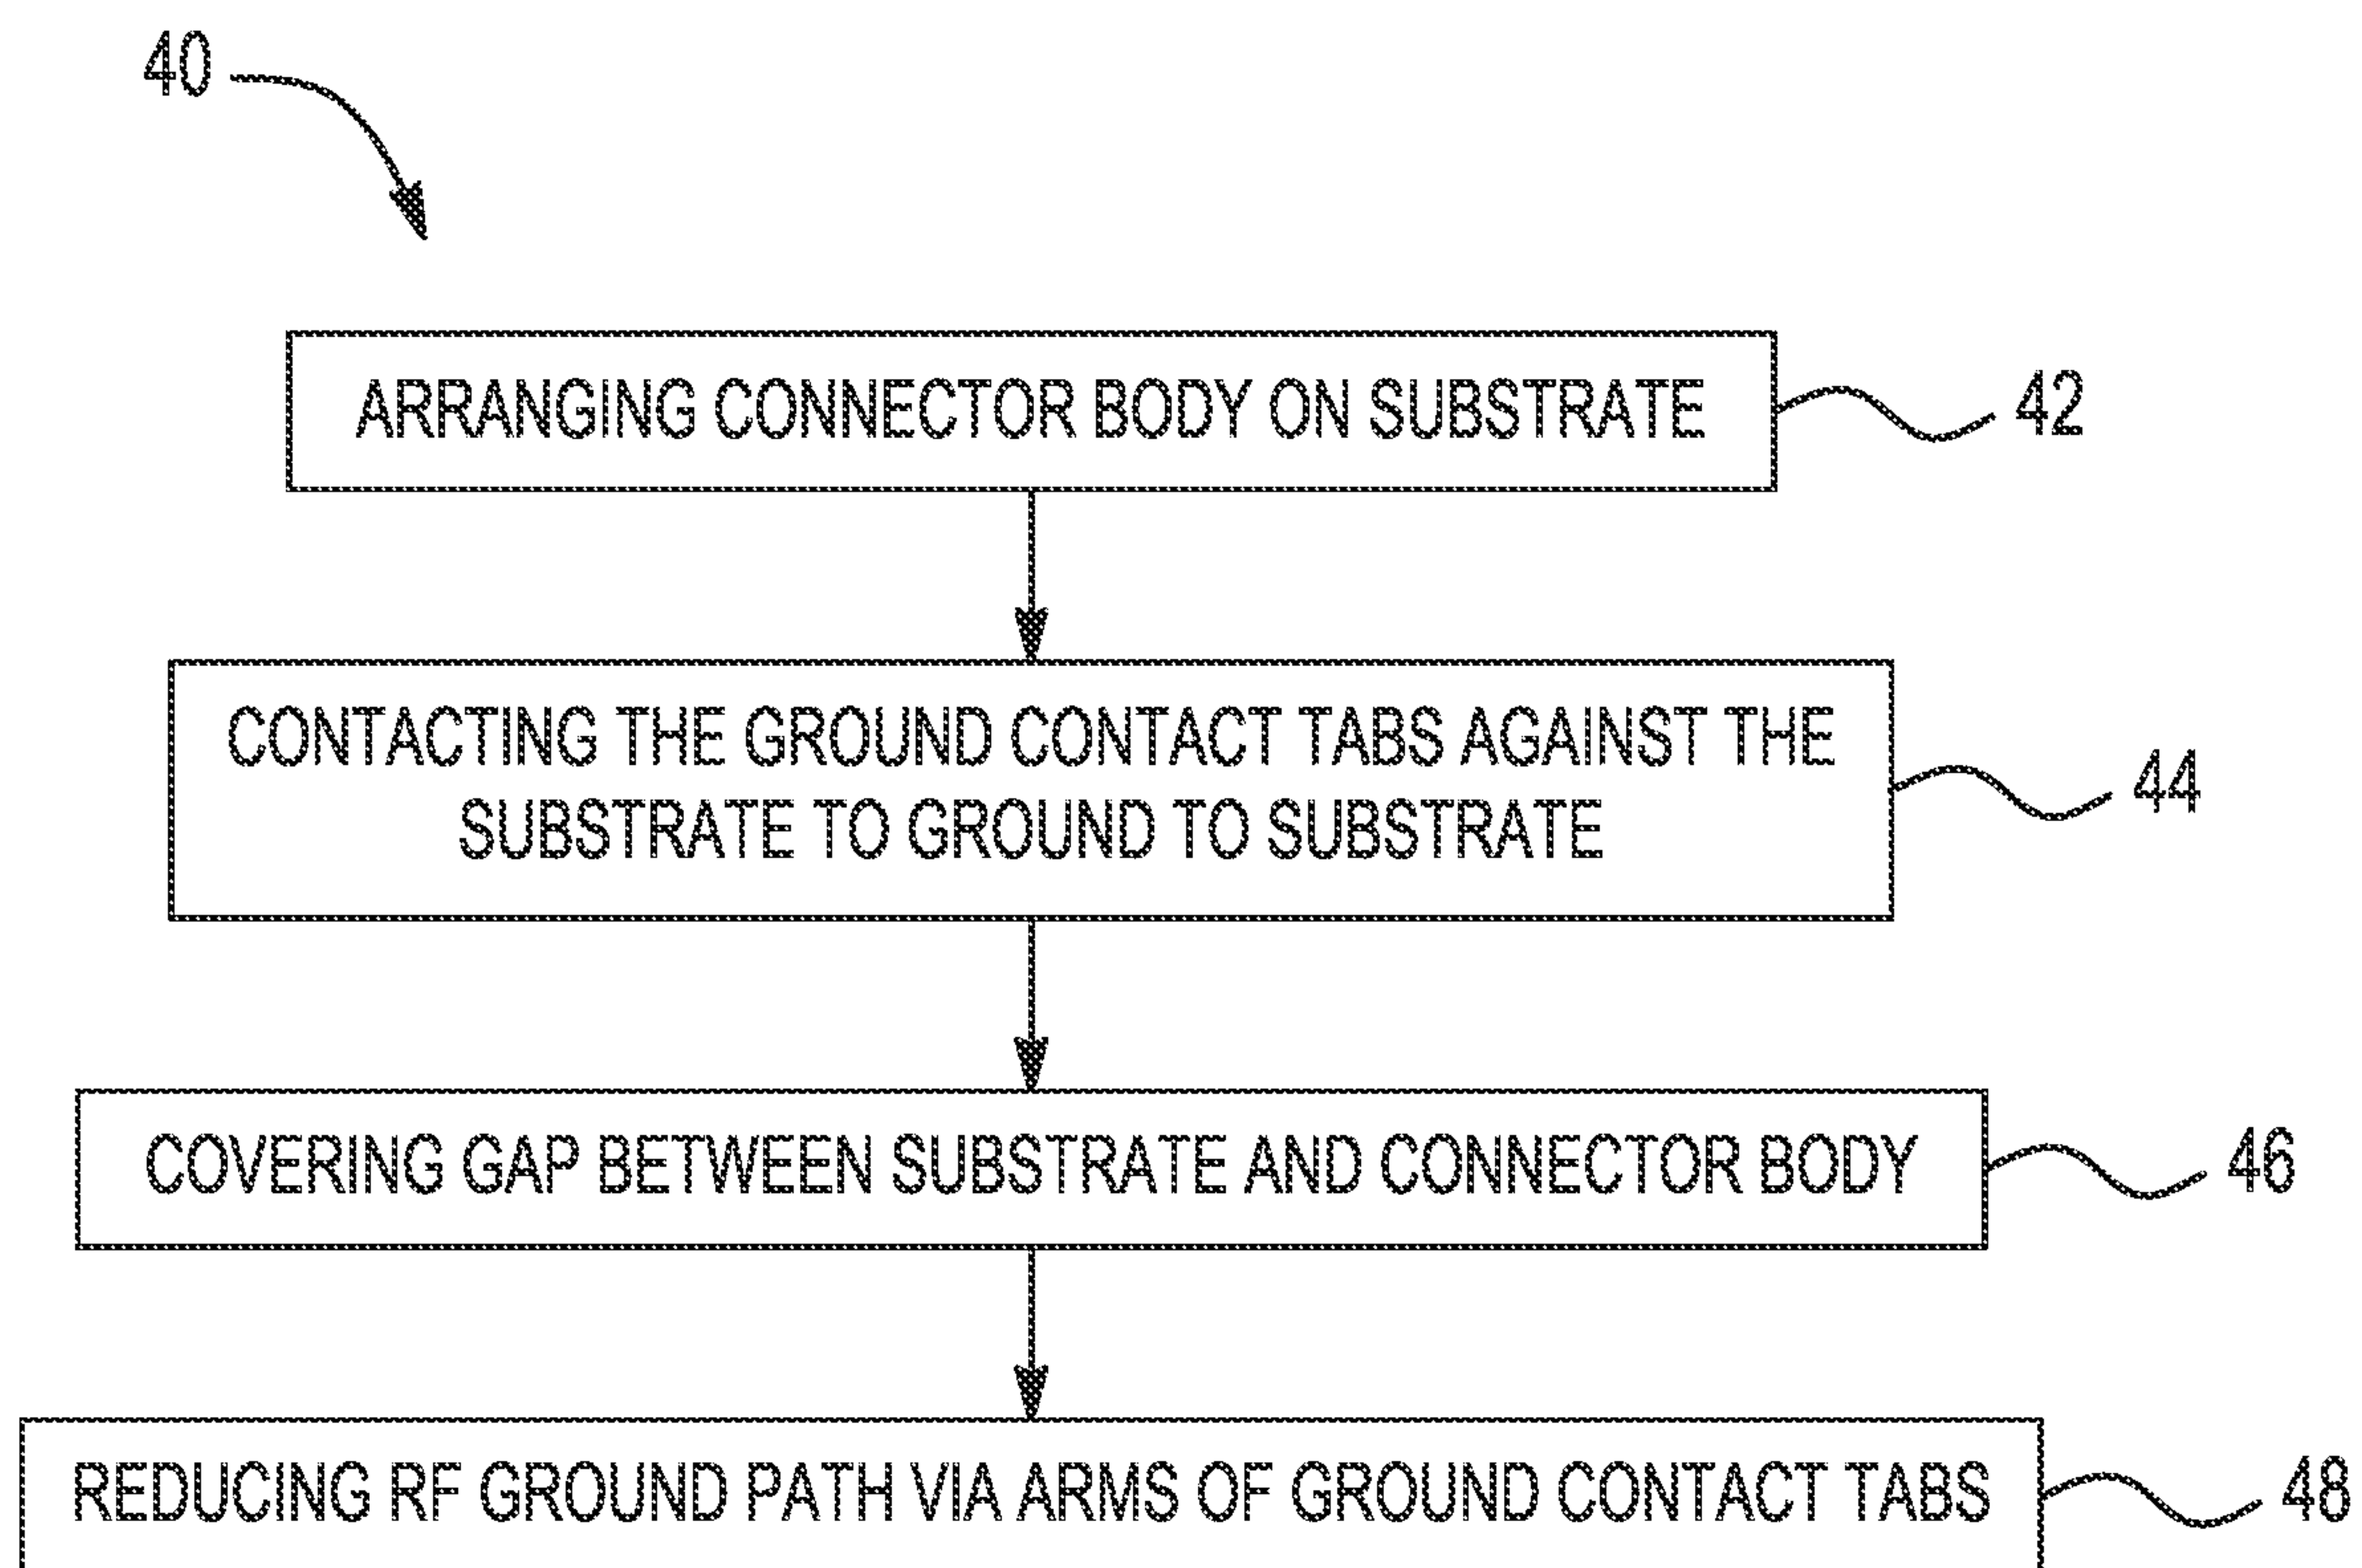 40
ARRANGING CONNECTOR BODY ON SUBSTRATE
42
CONTACTING THE GROUND CONTACT TABS AGAINST THE
SUBSTRATE TO GROUND TO SUBSTRATE
44
COVERING GAP BETWEEN SUBSTRATE AND CONNECTOR BODY
46
REDUCING RF GROUND PATH VIA ARMS OF GROUND CONTACT TABS
48